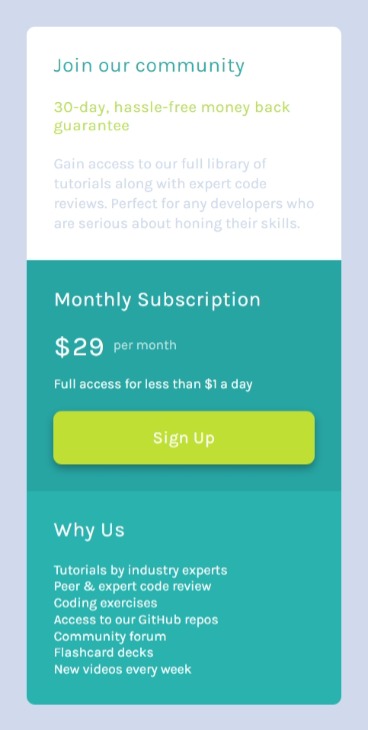 Join our community
30-day, hassle-free money back
guarantee
Gain access to our full library of
tutorials along with expert code
reviews. Perfect for any developers who
are serious about honing their skills.
Monthly Subscription
$29 per month
Full access for less than $1 a day
Sign Up
Why Us
Tutorials by industry experts
Peer & expert code review
Coding exercises
Access to our GitHub repos
Community forum
Flashcard decks
New videos every week